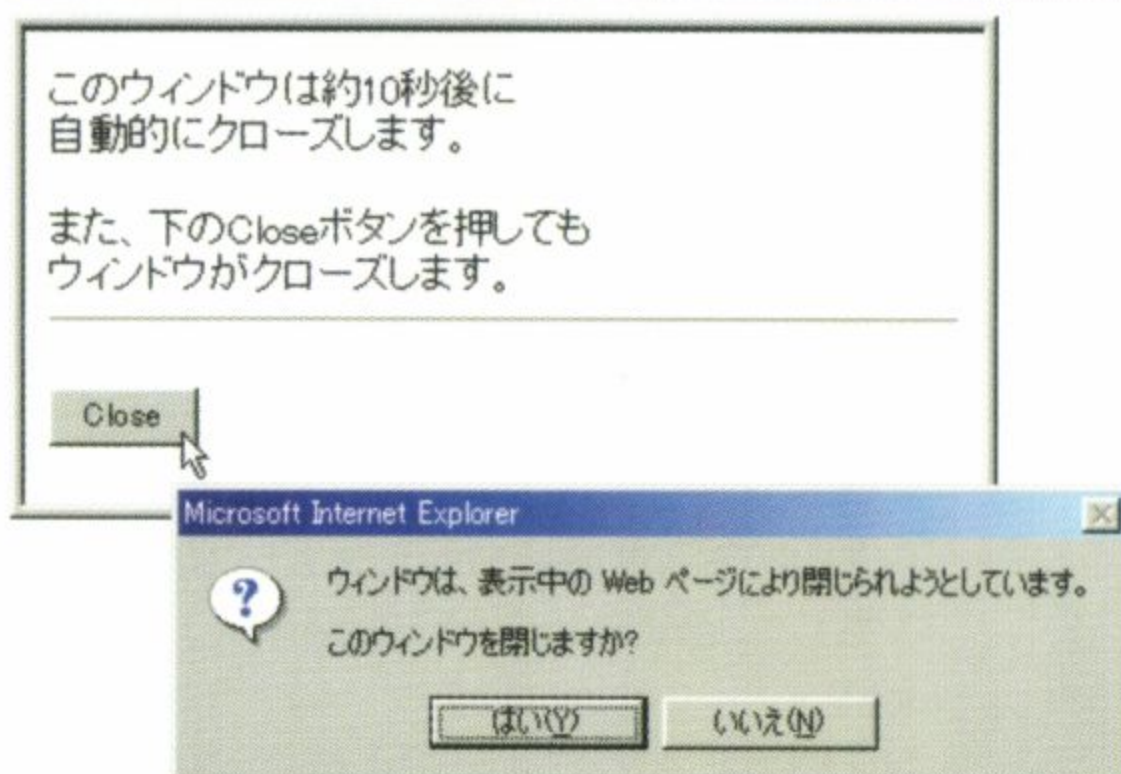 このウィンドウは約10秒後に
自動的にクローズします。
また、下のCloseボタンを押しても
ウィンドウがクローズします。
Close
Microsoft Internet Explorer
ウィンドウは、表示中の Web ページにより閉じられようとしています。
このウィンドウを閉じますか?
はい(Y) いいえ(N)